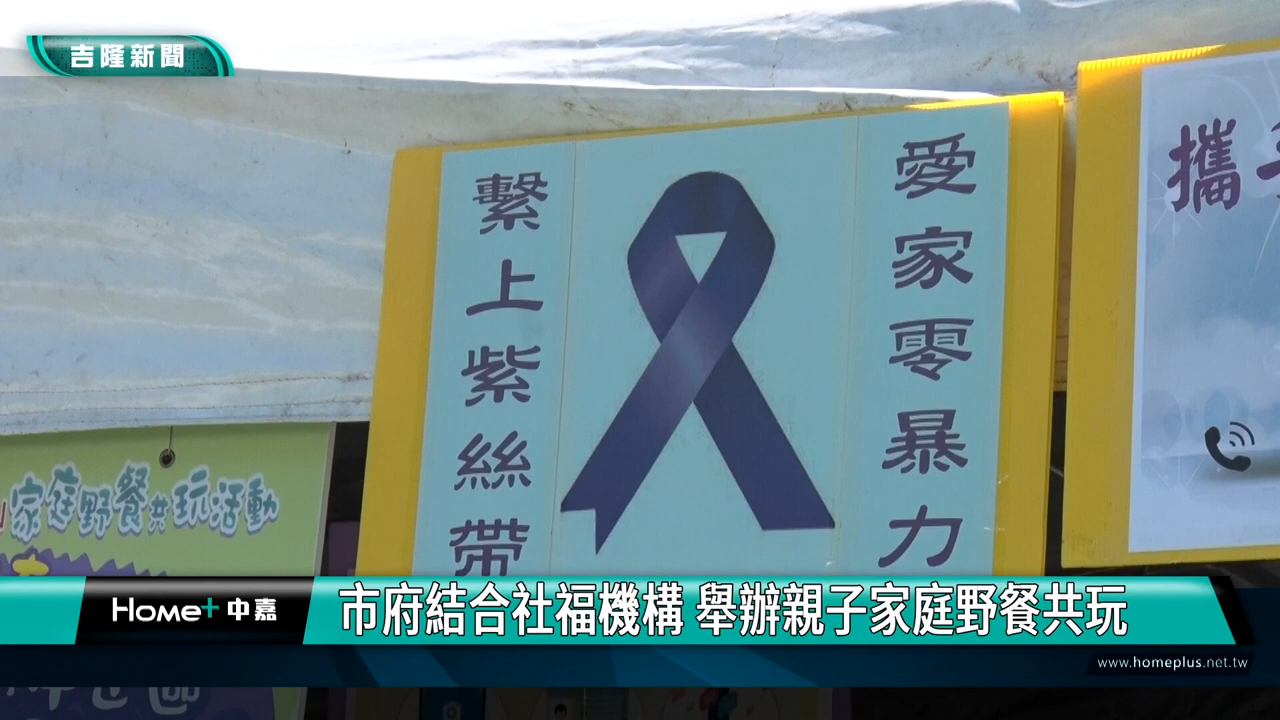 吉隆新聞
愛家零暴力
繫上紫絲帶
攜
家庭野餐共玩活動
Home+中嘉
市府結合社福機構 舉辦親子家庭野餐共玩
www.homeplus.net.tw